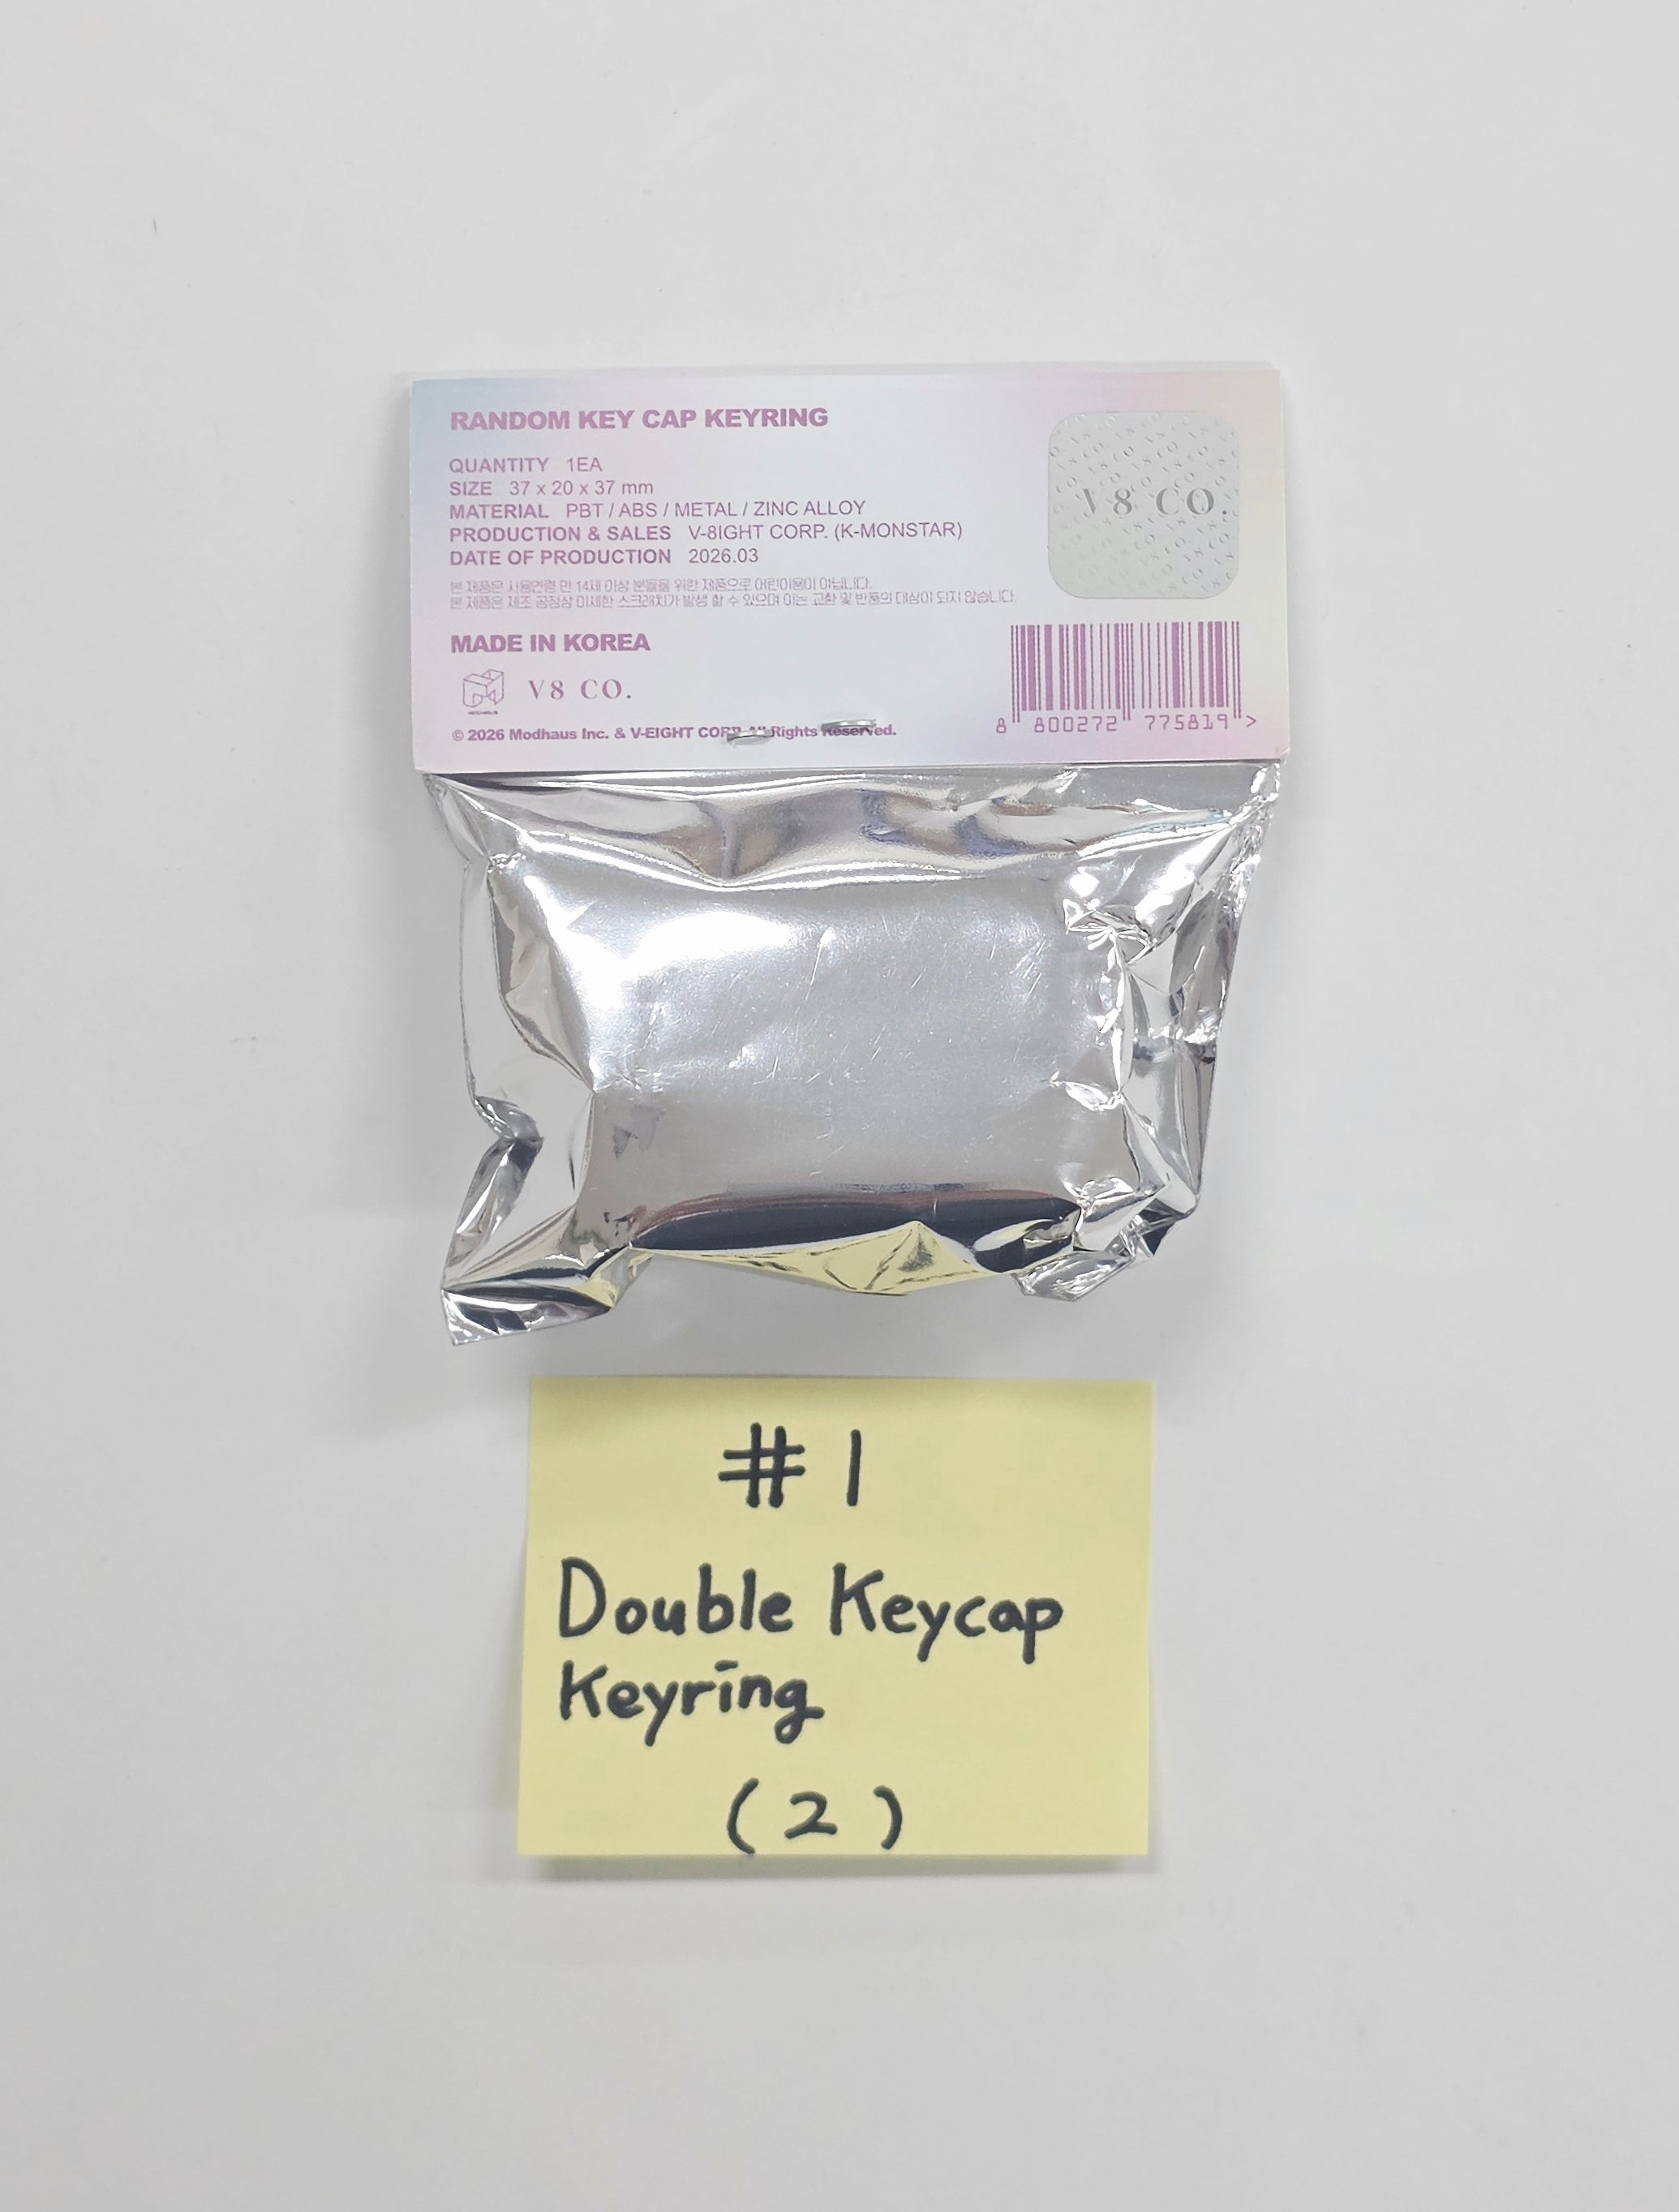 RANDOM KEY CAP KEYRING
QUANTITY 1EA
SIZE 37 x 20 x 37 mm
MATERIAL PBT / ABS / METAL / ZINC ALLOY
PRODUCTION & SALES V-8IGHT CORP. (K-MONSTAR)
DATE OF PRODUCTION 2026.03
본 제품은 사용연령 만 14세 이상 분들을 위한 제품으로 어린이용이 아닙니다.
본 제품은 제조 공정상 미세한 스크래치가 발생 할 수 있으며 이는 교환 및 반품의 대상이 되지 않습니다.
MADE IN KOREA
V8 CO.
© 2026 Modhaus Inc. & V-EIGHT CORP. All Rights Reserved.
V8 CO.
8 800272 775819 >
#1
Double Keycap
Keyring
(2)